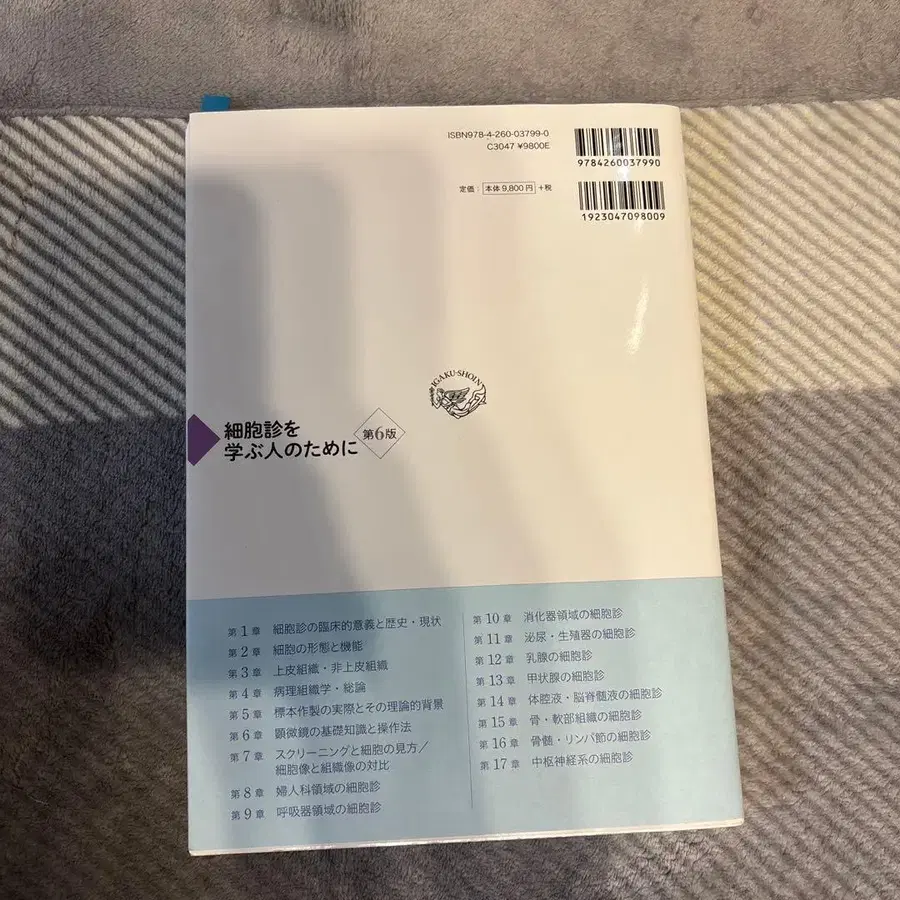 ISBN978-4-260-03799-0
C3047 ¥9800E
9784260037990
定価：本体 9,800 円 +税
1923047098009
IGAKU-SHOIN
細胞診を
学ぶ人のために
第6版
第 1 章 細胞診の臨床的意義と歴史・現状
第 2 章 細胞の形態と機能
第 3 章 上皮組織・非上皮組織
第 4 章 病理組織学・総論
第 5 章 標本作製の実際とその理論的背景
第 6 章 顕微鏡の基礎知識と操作法
第 7 章 スクリーニングと細胞の見方／
細胞像と組織像の対比
第 8 章 婦人科領域の細胞診
第 9 章 呼吸器領域の細胞診
第 10 章 消化器領域の細胞診
第 11 章 泌尿・生殖器の細胞診
第 12 章 乳腺の細胞診
第 13 章 甲状腺の細胞診
第 14 章 体腔液・脳脊髄液の細胞診
第 15 章 骨・軟部組織の細胞診
第 16 章 骨髄・リンパ節の細胞診
第 17 章 中枢神経系の細胞診